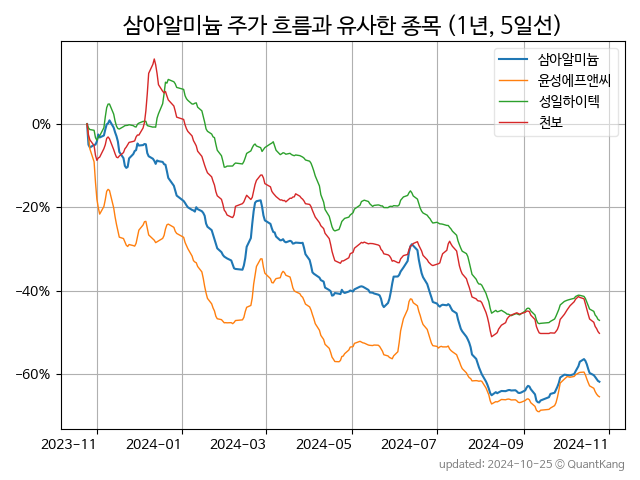 삼아알미늄 주가 흐름과 유사한 종목 (1년, 5일선)
삼아알미늄
윤성에프앤씨
성일하이텍
천보
0%
−20%
−40%
−60%
2023-11
2024-01
2024-03
2024-05
2024-07
2024-09
2024-11
updated: 2024-10-25 © QuantKang